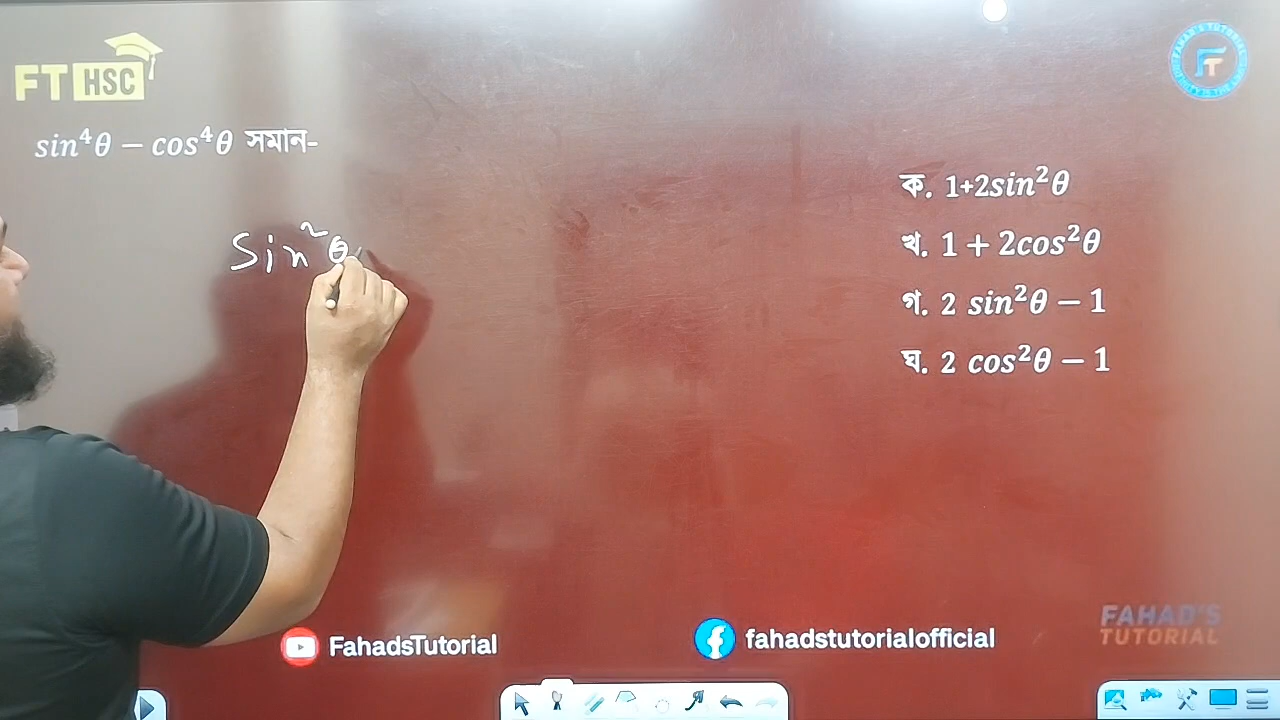 FT HSC
sin⁴θ − cos⁴θ সমান-
Sin²θ
ক. 1+2sin²θ
খ. 1 + 2cos²θ
গ. 2 sin²θ − 1
ঘ. 2 cos²θ − 1
FAHAD'S
TUTORIAL
FahadsTutorial
fahadstutorialofficial